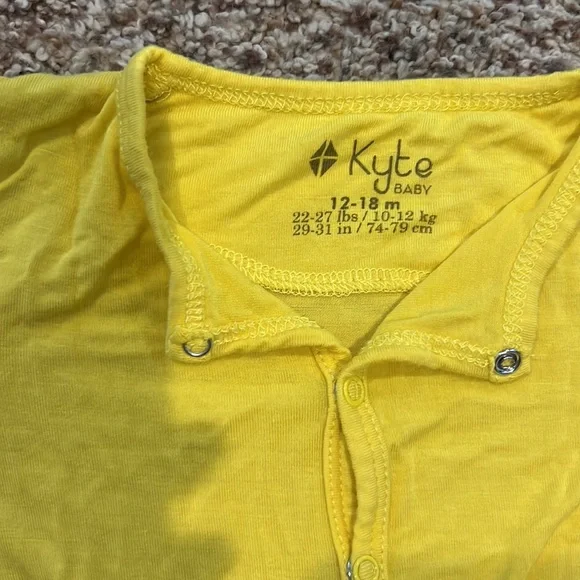 Kyte
BABY
12-18 m
22-27 lbs / 10-12 kg
29-31 in / 74-79 cm